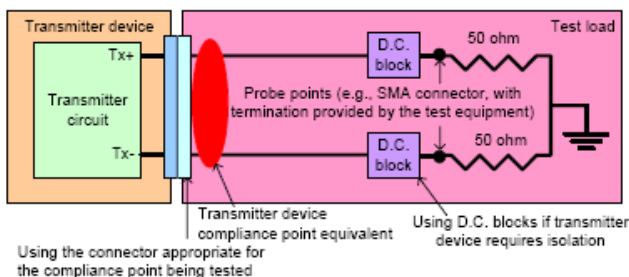 Transmitter device
Test load
Tx+
D.C.
block
50 ohm
Transmitter
circuit
Probe points (e.g., SMA connector, with
termination provided by the test equipment)
Tx-
D.C.
block
50 ohm
Transmitter device
compliance point equivalent
Using D.C. blocks if transmitter
device requires isolation
Using the connector appropriate for
the compliance point being tested